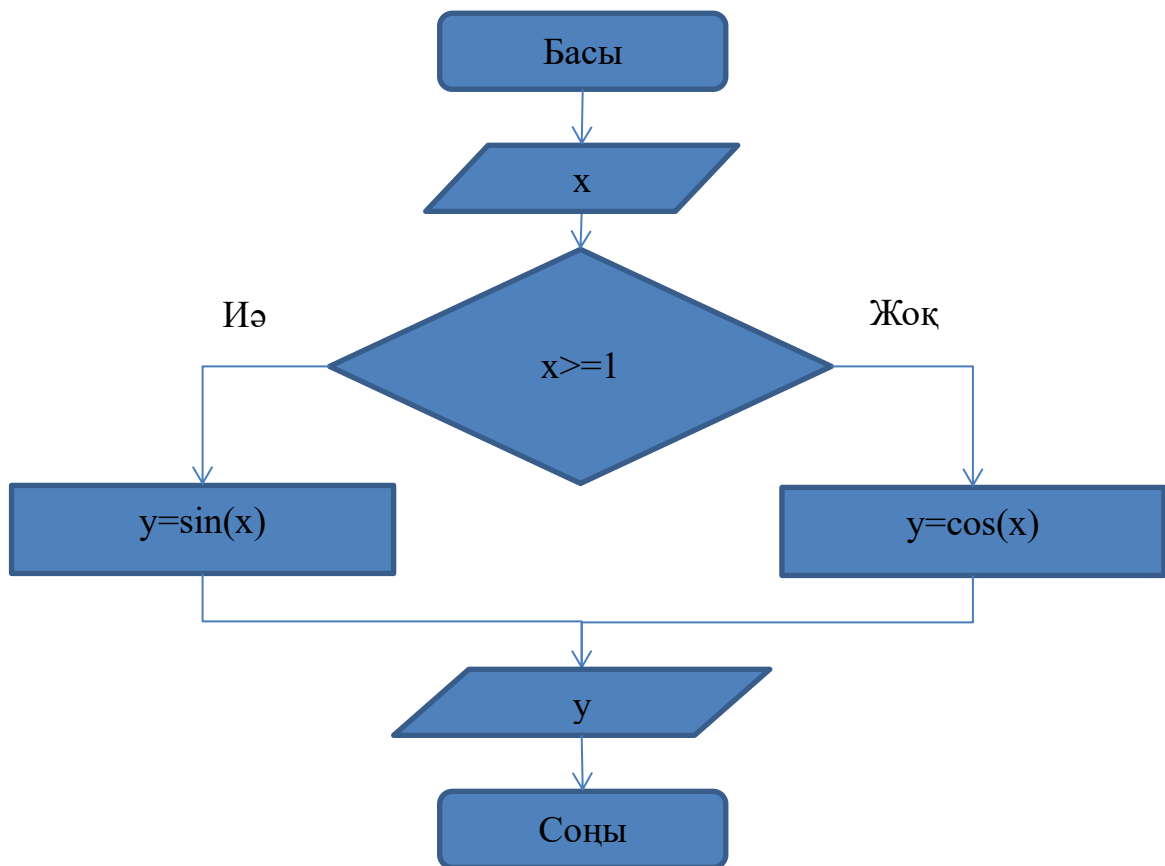 Басы
x
Иә
Жоқ
x>=1
y=sin(x)
y=cos(x)
y
Соңы